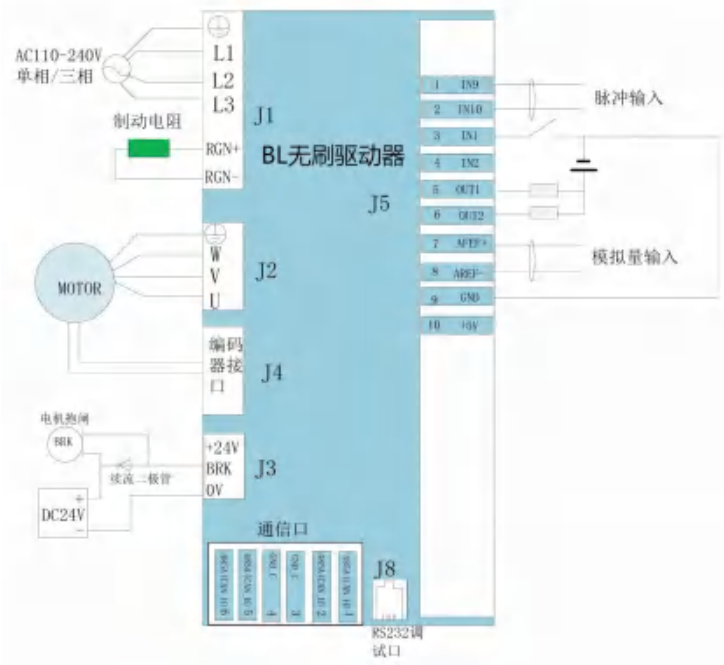 AC110-240V
单相/三相
L1
L2
L3
J1
制动电阻
RGN+
RGN-
BL无刷驱动器
J5
1 IN9
2 IN10
3 IN1
4 IN2
5 OUT1
6 OUT2
7
8 AREF-
9 GND
10 +5V
脉冲输入
模拟量输入
MOTOR
W
V
U
J2
编码
器接
口
J4
电机抱闸
BRK
续流二极管
DC24V
+
-
+24V
BRK
0V
J3
通信口
J8
RS232调
试口